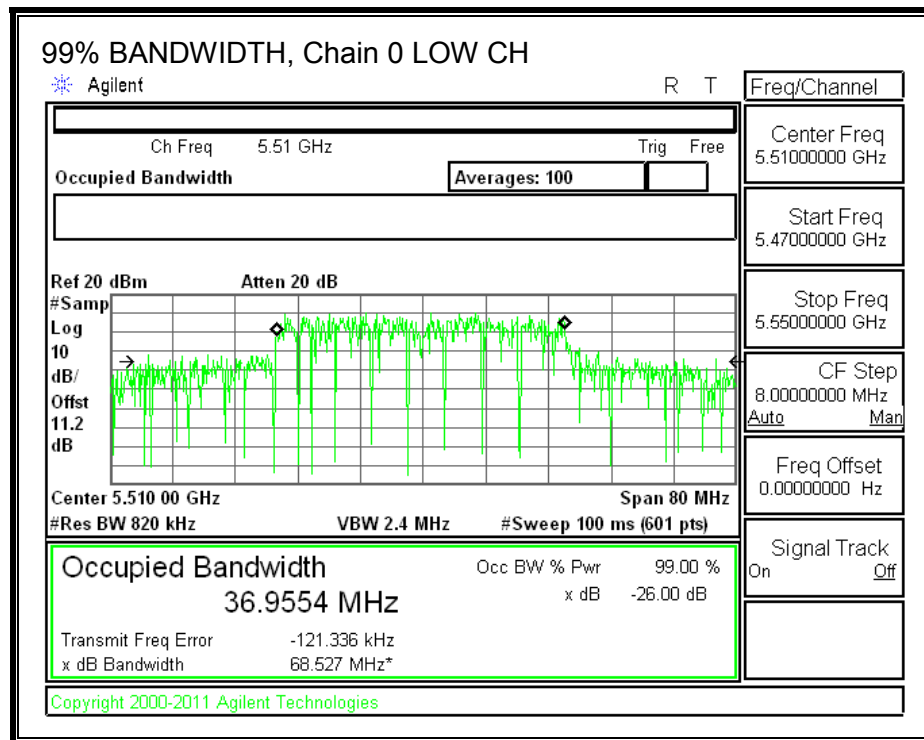 99% BANDWIDTH, Chain 0 LOW CH
Agilent R T
Freq/Channel
Ch Freq 5.51 GHz Trig Free
Occupied Bandwidth Averages: 100
Center Freq
5.51000000 GHz
Start Freq
5.47000000 GHz
Stop Freq
5.55000000 GHz
CF Step
8.00000000 MHz
Auto Man
Freq Offset
0.00000000 Hz
Signal Track
On Off
Ref 20 dBm Atten 20 dB
#Samp
Log
10
dB/
Offst
11.2
dB
Center 5.510 00 GHz Span 80 MHz
#Res BW 820 kHz VBW 2.4 MHz #Sweep 100 ms (601 pts)
Occupied Bandwidth Occ BW % Pwr 99.00 %
36.9554 MHz x dB -26.00 dB
Transmit Freq Error -121.336 kHz
x dB Bandwidth 68.527 MHz*
Copyright 2000-2011 Agilent Technologies